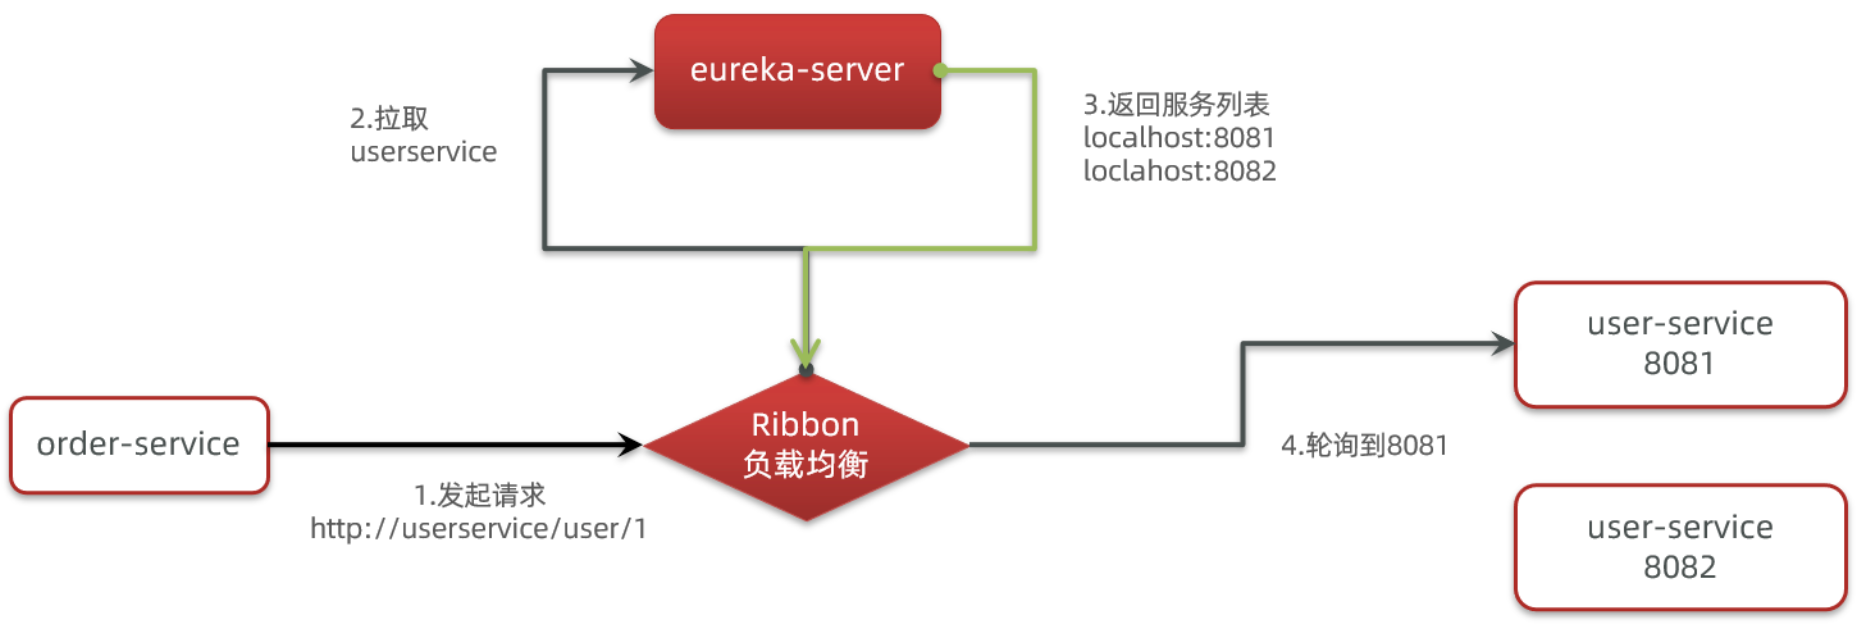 eureka-server
2.拉取
userservice
3.返回服务列表
localhost:8081
loclahost:8082
user-service
8081
order-service
Ribbon
负载均衡
4.轮询到8081
1.发起请求
http://userservice/user/1
user-service
8082